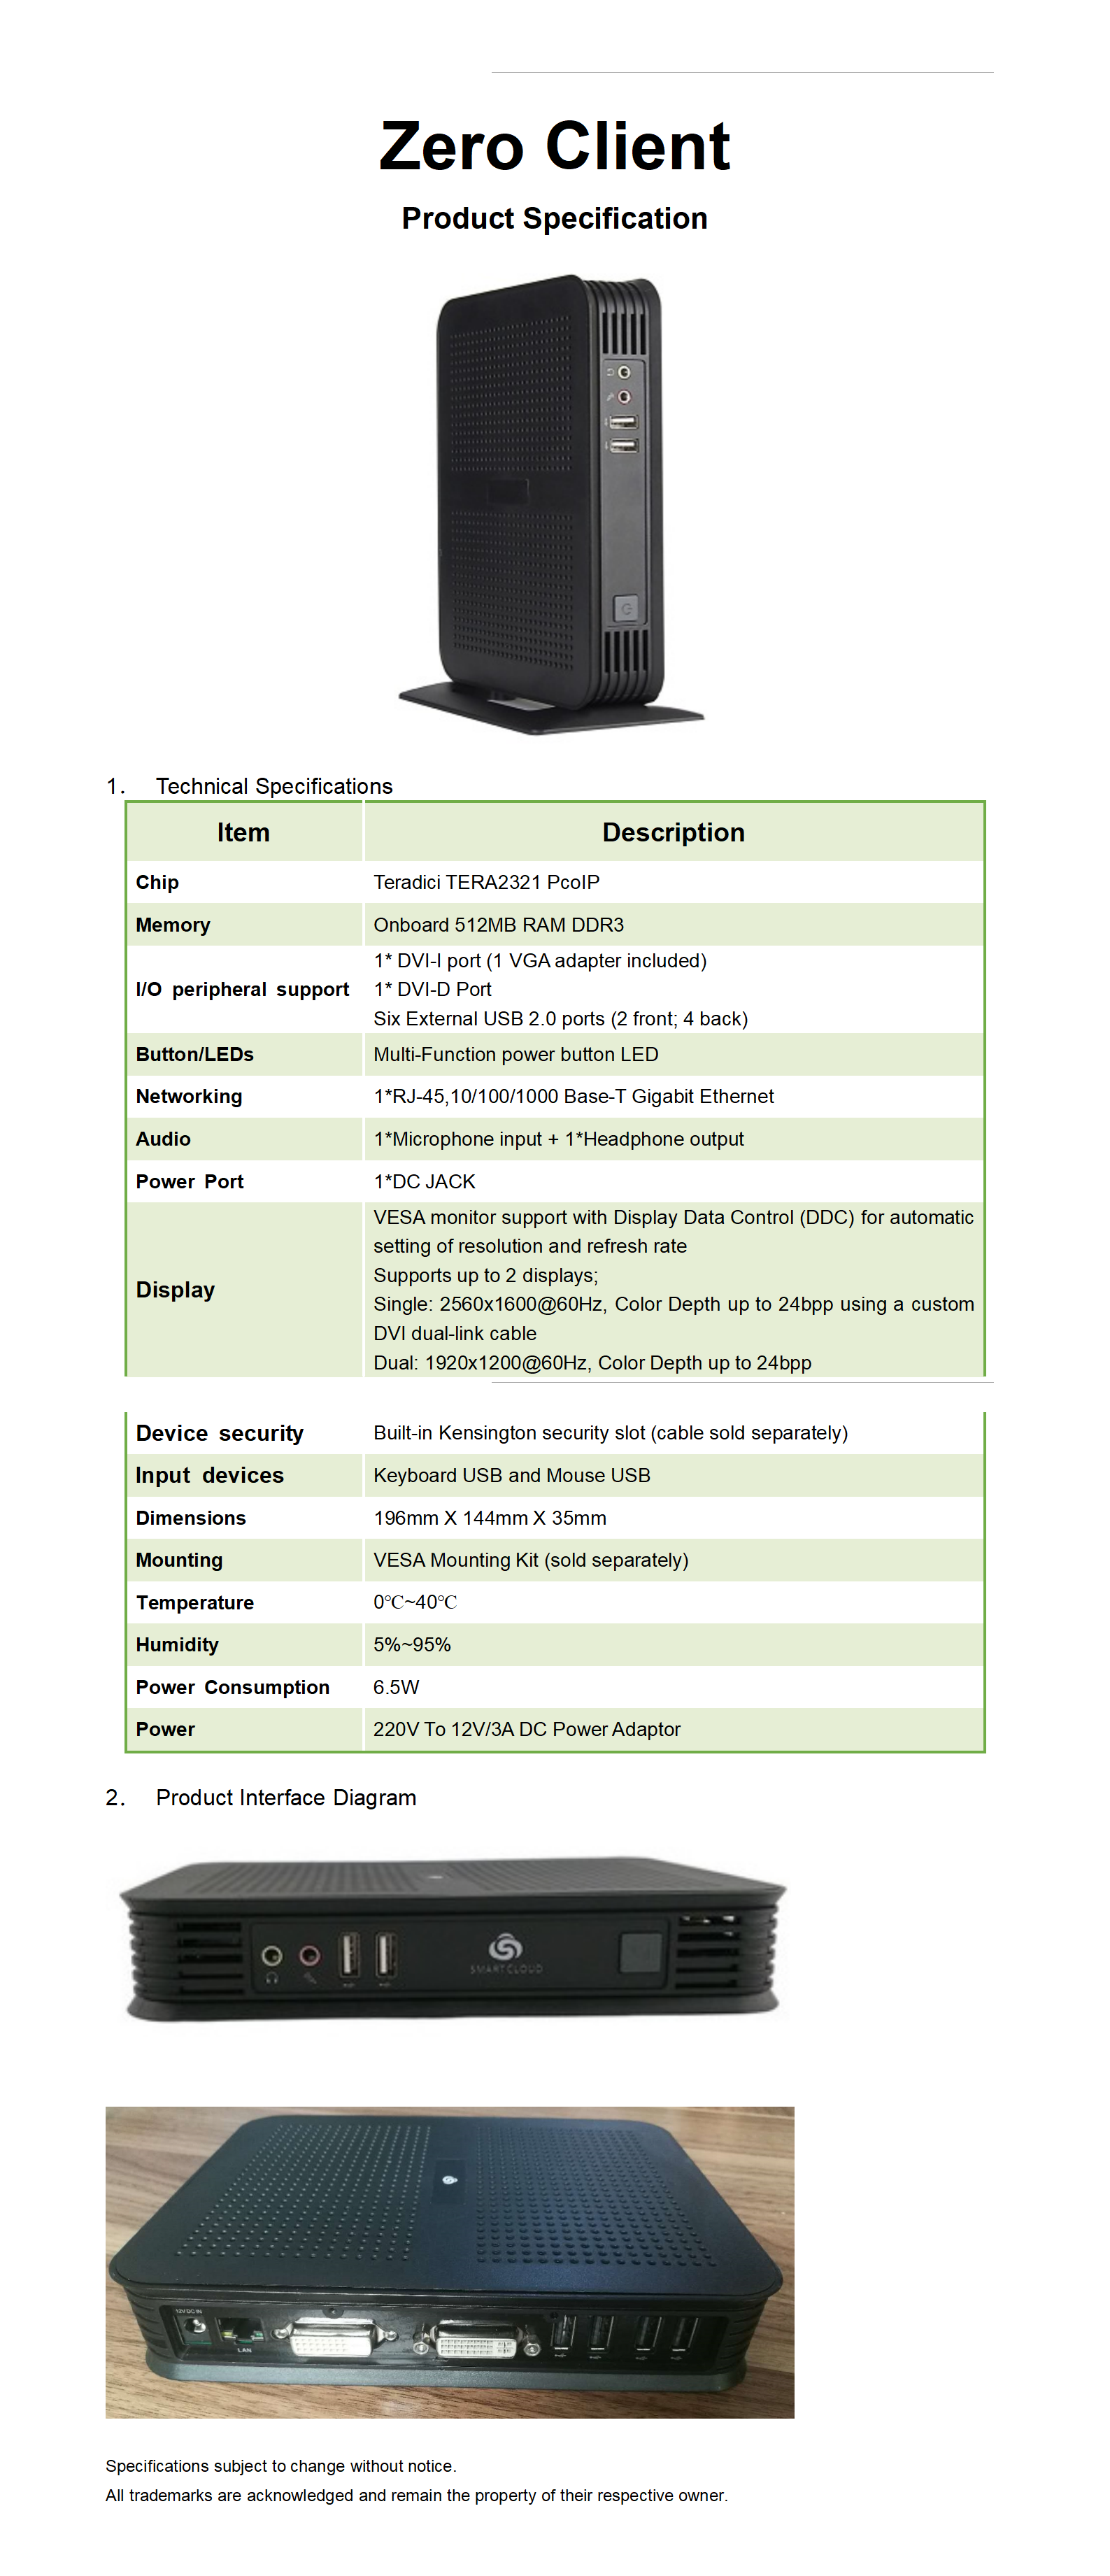 Zero Client
Product Specification
1. Technical Specifications
Item Description
Chip Teradici TERA2321 PcoIP
Memory Onboard 512MB RAM DDR3
I/O peripheral support
1* DVI-I port (1 VGA adapter included)
1* DVI-D Port
Six External USB 2.0 ports (2 front; 4 back)
Button/LEDs Multi-Function power button LED
Networking 1*RJ-45,10/100/1000 Base-T Gigabit Ethernet
Audio 1*Microphone input + 1*Headphone output
Power Port 1*DC JACK
Display
VESA monitor support with Display Data Control (DDC) for automatic
setting of resolution and refresh rate
Supports up to 2 displays;
Single: 2560x1600@60Hz, Color Depth up to 24bpp using a custom
DVI dual-link cable
Dual: 1920x1200@60Hz, Color Depth up to 24bpp
Device security Built-in Kensington security slot (cable sold separately)
Input devices Keyboard USB and Mouse USB
Dimensions 196mm X 144mm X 35mm
Mounting VESA Mounting Kit (sold separately)
Temperature 0℃~40℃
Humidity 5%~95%
Power Consumption 6.5W
Power 220V To 12V/3A DC Power Adaptor
2. Product Interface Diagram
SMARTCLOUD
12V DC IN
LAN
Specifications subject to change without notice.
All trademarks are acknowledged and remain the property of their respective owner.